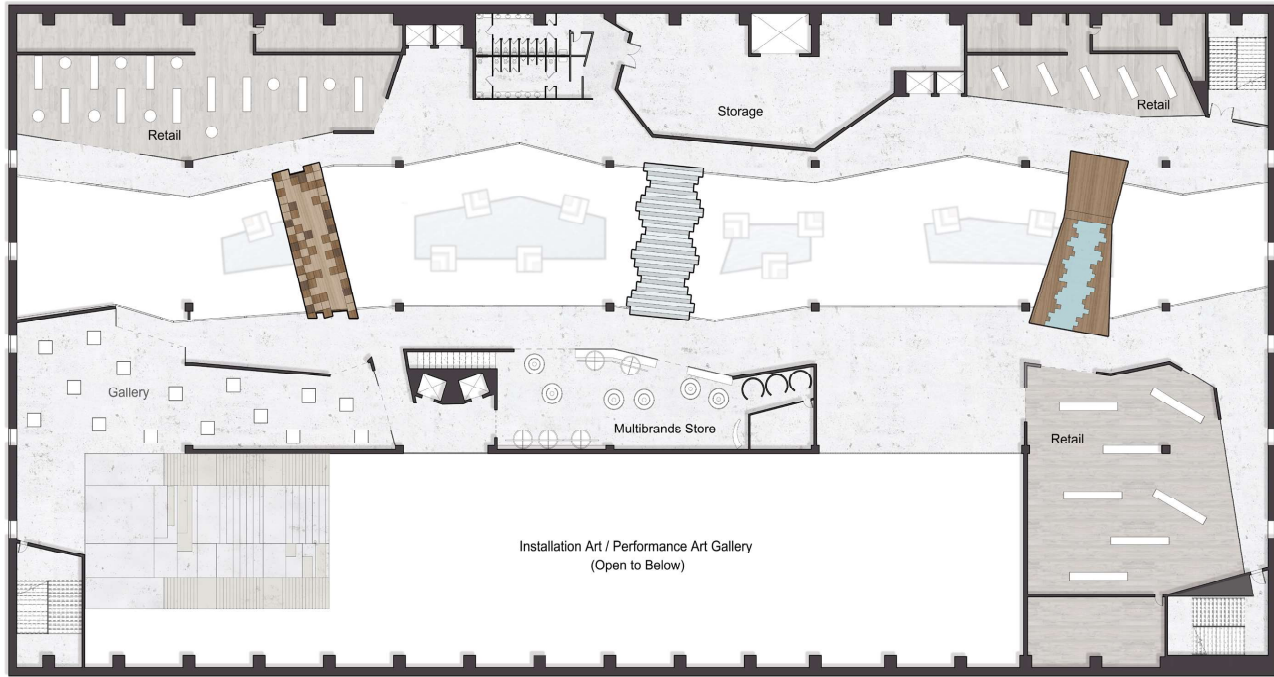 Storage
Retail
Retail
Gallery
Multibrands Store
Retail
Installation Art / Performance Art Gallery
(Open to Below)